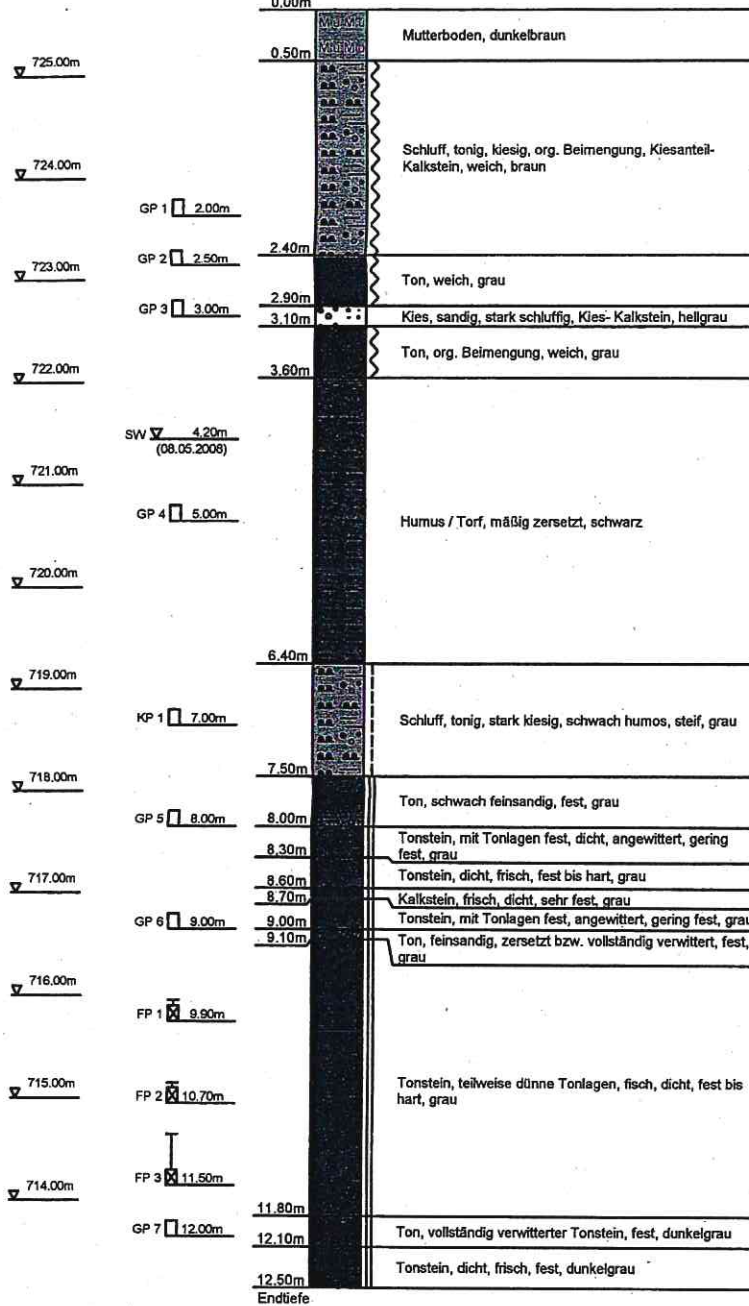 0.00m
Mutterboden, dunkelbraun
0.50m
725.00m
Schluff, tonig, kiesig, org. Beimengung, Kiesanteil-
Kalkstein, weich, braun
724.00m
GP 1 2.00m
2.40m
GP 2 2.50m
723.00m
Ton, weich, grau
2.90m
GP 3 3.00m
Kies, sandig, stark schluffig, Kies- Kalkstein, hellgrau
3.10m
Ton, org. Beimengung, weich, grau
722.00m
3.60m
SW 4.20m
(08.05.2008)
721.00m
GP 4 5.00m
Humus / Torf, mäßig zersetzt, schwarz
720.00m
6.40m
719.00m
KP 1 7.00m
Schluff, tonig, stark kiesig, schwach humos, steif, grau
7.50m
718.00m
Ton, schwach feinsandig, fest, grau
GP 5 8.00m
8.00m
Tonstein, mit Tonlagen fest, dicht, angewittert, gering
fest, grau
8.30m
Tonstein, dicht, frisch, fest bis hart, grau
717.00m
8.60m
Kalkstein, frisch, dicht, sehr fest, grau
8.70m
GP 6 9.00m
9.00m
Tonstein, mit Tonlagen fest, angewittert, gering fest, grau
9.10m
Ton, feinsandig, zersetzt bzw. vollständig verwittert, fest,
grau
716.00m
FP 1 9.90m
715.00m
FP 2 10.70m
Tonstein, teilweise dünne Tonlagen, fisch, dicht, fest bis
hart, grau
FP 3 11.50m
714.00m
11.80m
GP 7 12.00m
Ton, vollständig verwitterter Tonstein, fest, dunkelgrau
12.10m
Tonstein, dicht, frisch, fest, dunkelgrau
12.50m
Endtiefe